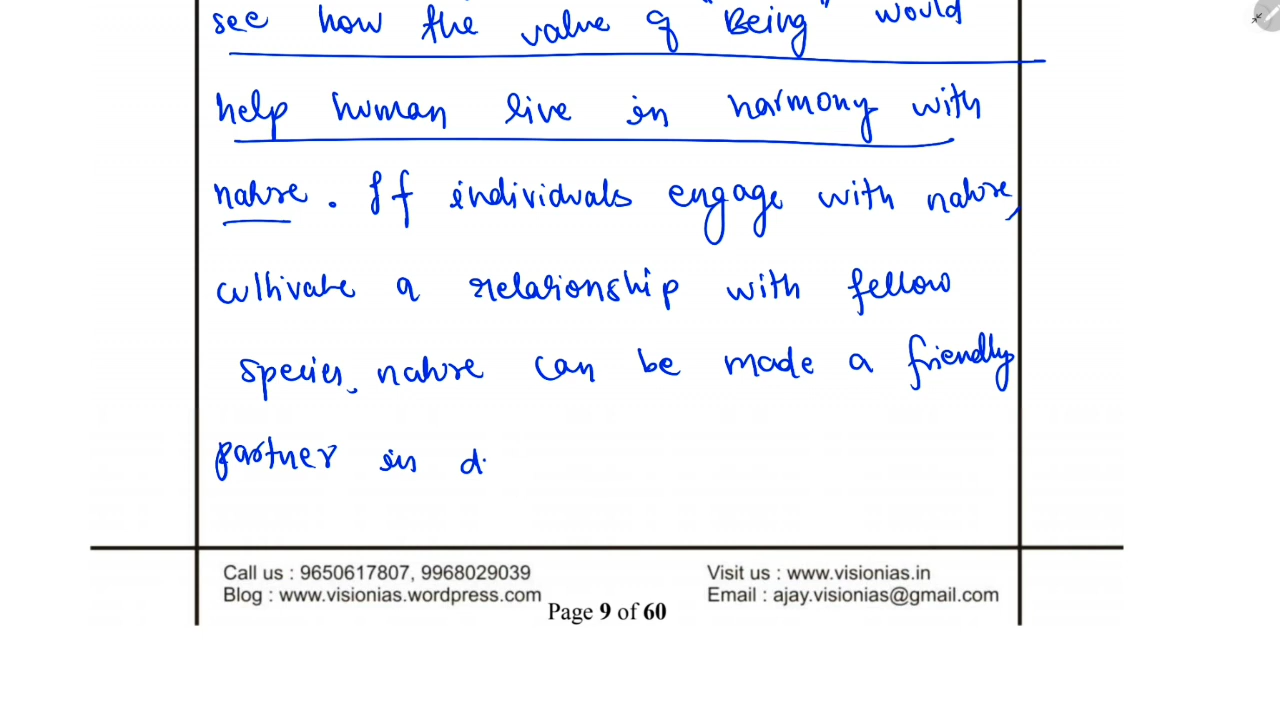 see how the value of "Being" would
help human live in harmony with
nature. If individuals engage with nature,
cultivate a relationship with fellow
species, nature can be made a friendly
partner in d.
Call us : 9650617807, 9968029039 Visit us : www.visionias.in
Blog : www.visionias.wordpress.com Email : ajay.visionias@gmail.com
Page 9 of 60